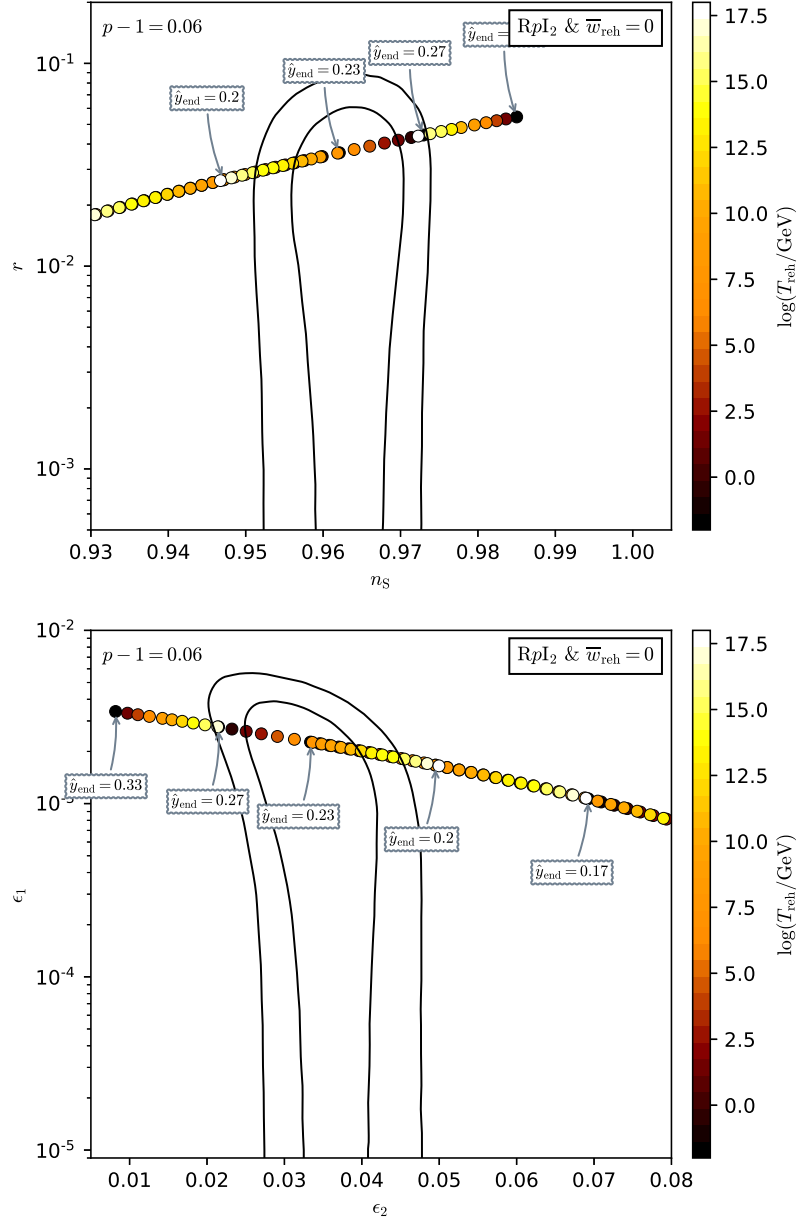 p − 1 = 0.06
RpI₂ & w̅_reh = 0
ŷ_end = 0.2
ŷ_end = 0.23
ŷ_end = 0.27
ŷ_end =
10⁻¹
10⁻²
10⁻³
r
0.93 0.94 0.95 0.96 0.97 0.98 0.99 1.00
n_S
17.5
15.0
12.5
10.0
7.5
5.0
2.5
0.0
log(T_reh/GeV)
p − 1 = 0.06
RpI₂ & w̅_reh = 0
ŷ_end = 0.33
ŷ_end = 0.27
ŷ_end = 0.23
ŷ_end = 0.2
ŷ_end = 0.17
10⁻²
10⁻³
10⁻⁴
10⁻⁵
ϵ₁
0.01 0.02 0.03 0.04 0.05 0.06 0.07 0.08
ϵ₂
17.5
15.0
12.5
10.0
7.5
5.0
2.5
0.0
log(T_reh/GeV)